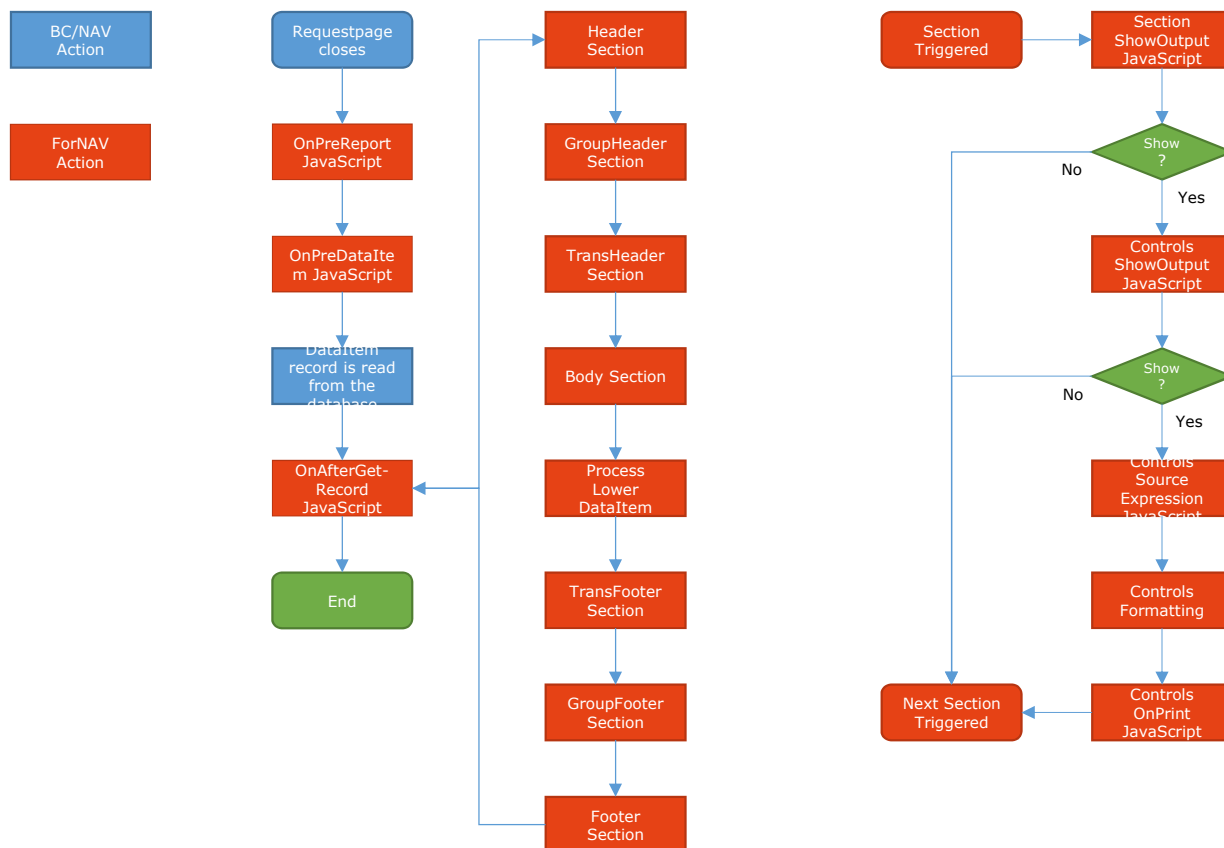 BC/NAV
Action
ForNAV
Action
Requestpage
closes
OnPreReport
JavaScript
OnPreDataIte
m JavaScript
DataItem
record is read
from the
database
OnAfterGet-
Record
JavaScript
End
Header
Section
GroupHeader
Section
TransHeader
Section
Body Section
Process
Lower
DataItem
TransFooter
Section
GroupFooter
Section
Footer
Section
Section
Triggered
Section
ShowOutput
JavaScript
Show
?
No
Yes
Controls
ShowOutput
JavaScript
Show
?
No
Yes
Controls
Source
Expression
JavaScript
Controls
Formatting
Controls
OnPrint
JavaScript
Next Section
Triggered